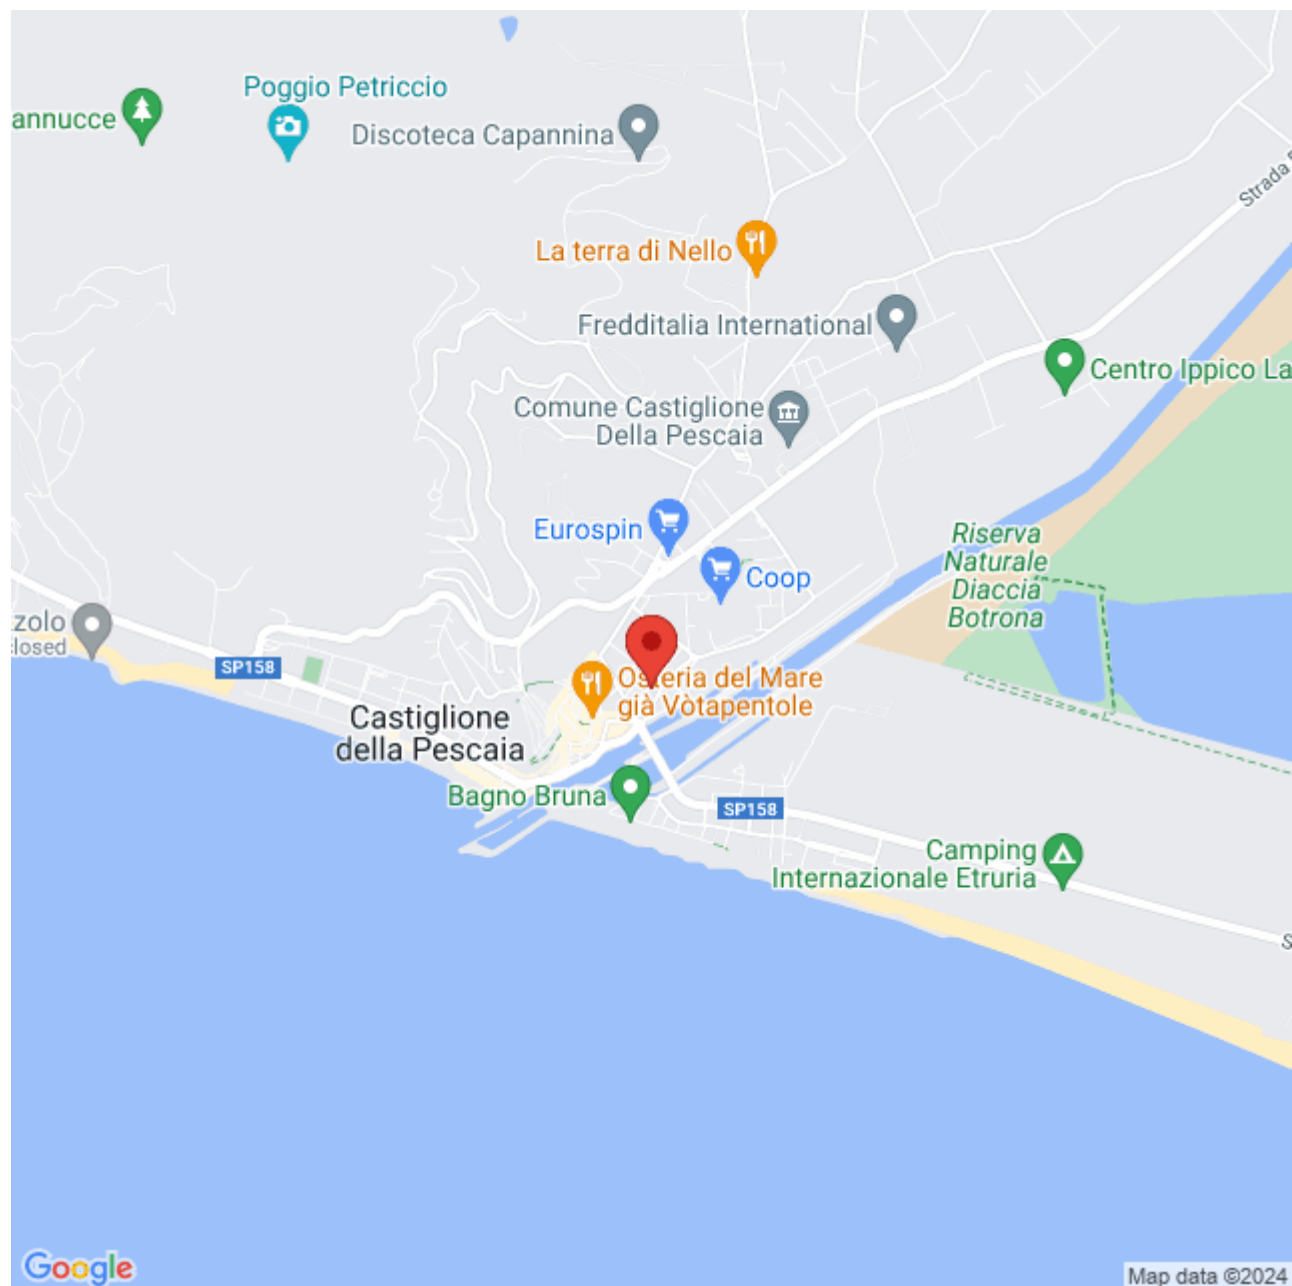 Poggio Petriccio
annucce
Discoteca Capannina
Strada
La terra di Nello
Fredditalia International
Centro Ippico La
Comune Castiglione
Della Pescaia
Eurospin
Coop
Riserva
Naturale
Diaccia
Botrona
zzolo
closed
SP158
Osteria del Mare
già Vòtapentole
Castiglione
della Pescaia
Bagno Bruna
SP158
Camping
Internazionale Etruria
S
Google
Map data ©2024